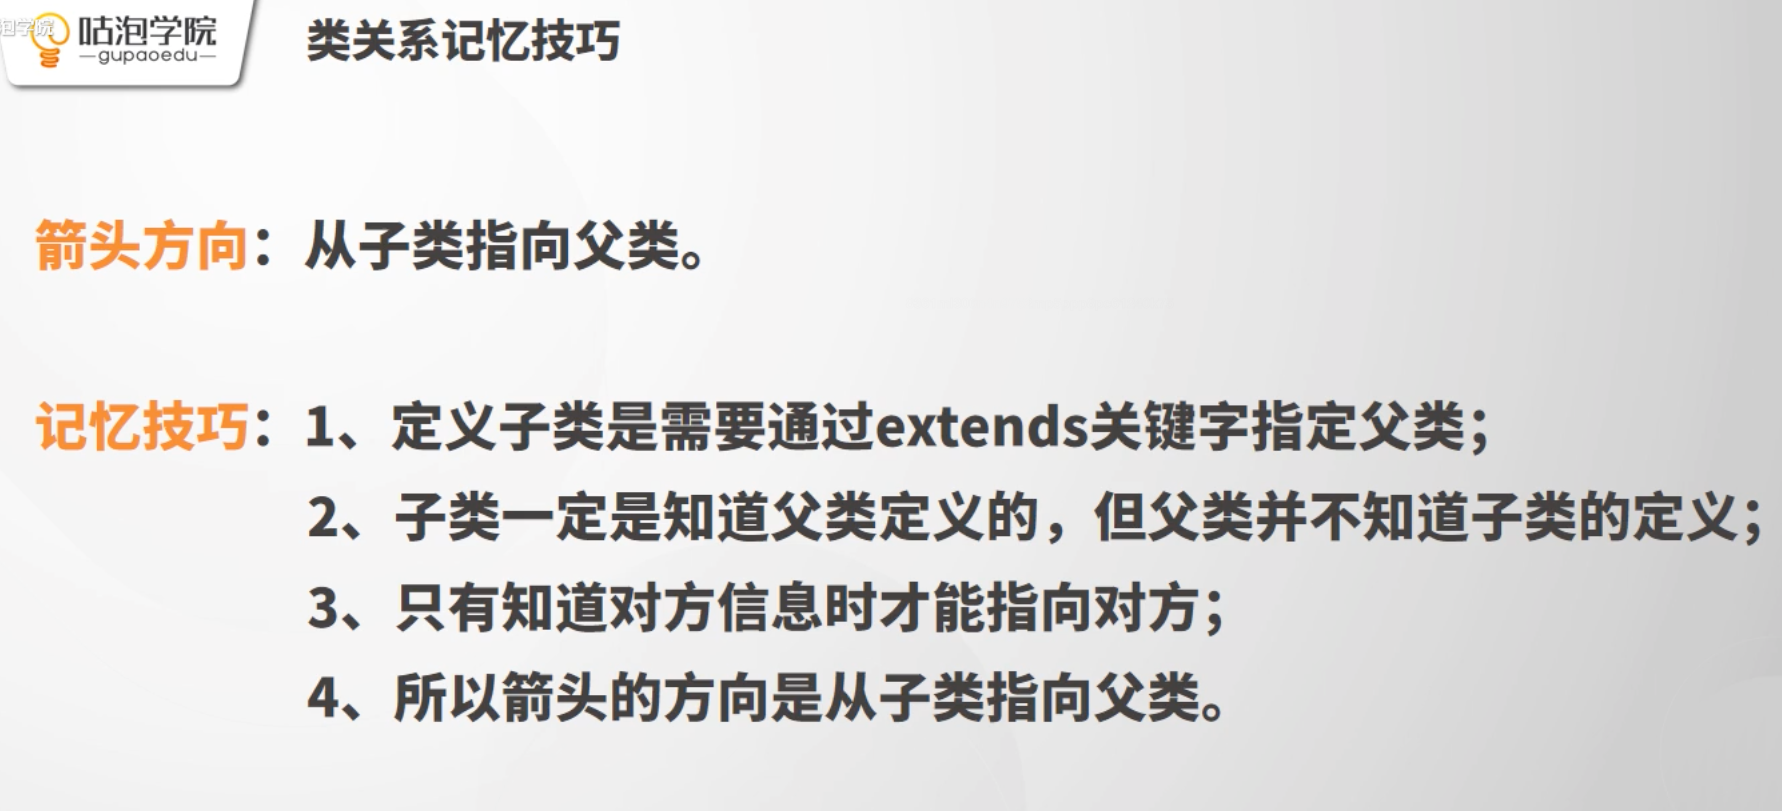 泡学院
咕泡学院
gupaoedu
类关系记忆技巧
箭头方向：从子类指向父类。
记忆技巧：1、定义子类是需要通过extends关键字指定父类；
2、子类一定是知道父类定义的，但父类并不知道子类的定义；
3、只有知道对方信息时才能指向对方；
4、所以箭头的方向是从子类指向父类。